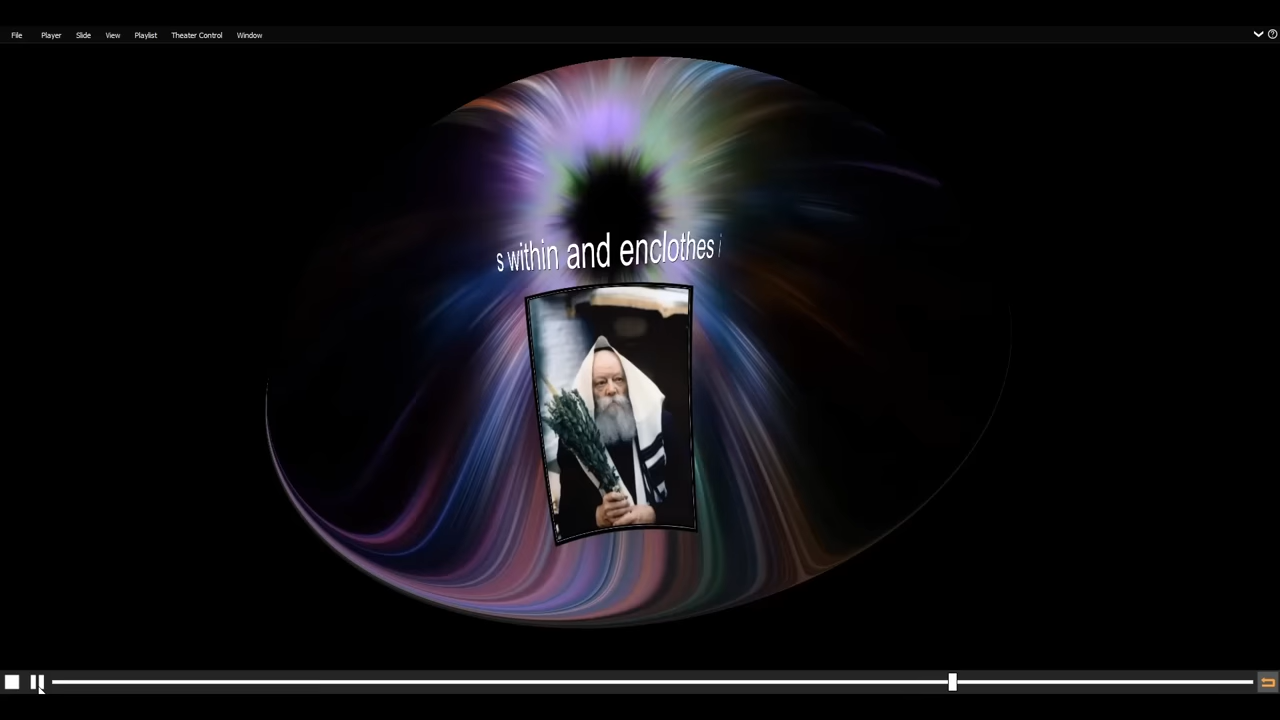 File Player Slide View Playlist Theater Control Window
s within and enclothes i